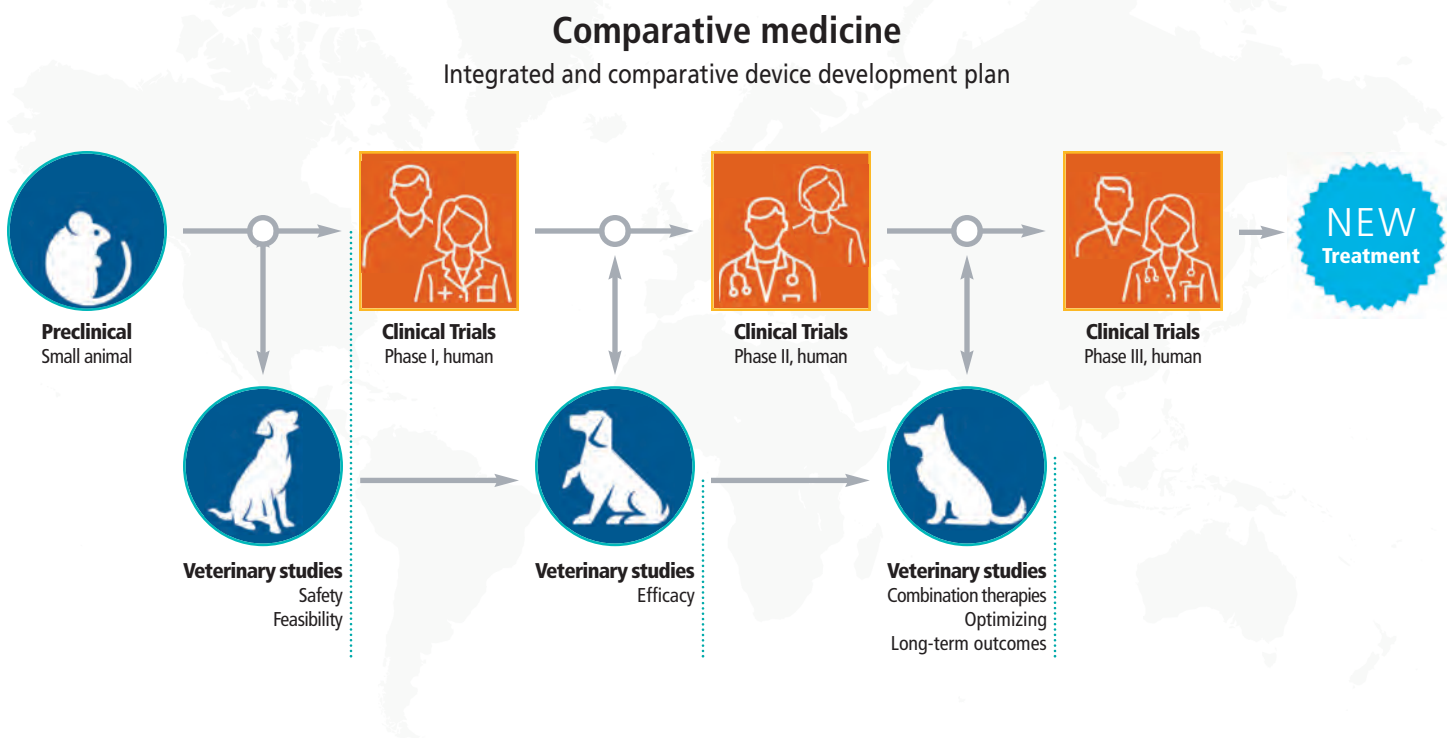 Comparative medicine
Integrated and comparative device development plan
NEW
Treatment
Preclinical
Small animal
Clinical Trials
Phase I, human
Clinical Trials
Phase II, human
Clinical Trials
Phase III, human
Veterinary studies
Safety
Feasibility
Veterinary studies
Efficacy
Veterinary studies
Combination therapies
Optimizing
Long-term outcomes